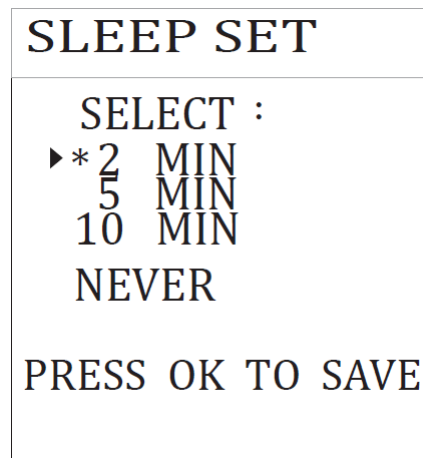 SLEEP SET
SELECT :
▶*2 MIN
5 MIN
10 MIN
NEVER
PRESS OK TO SAVE